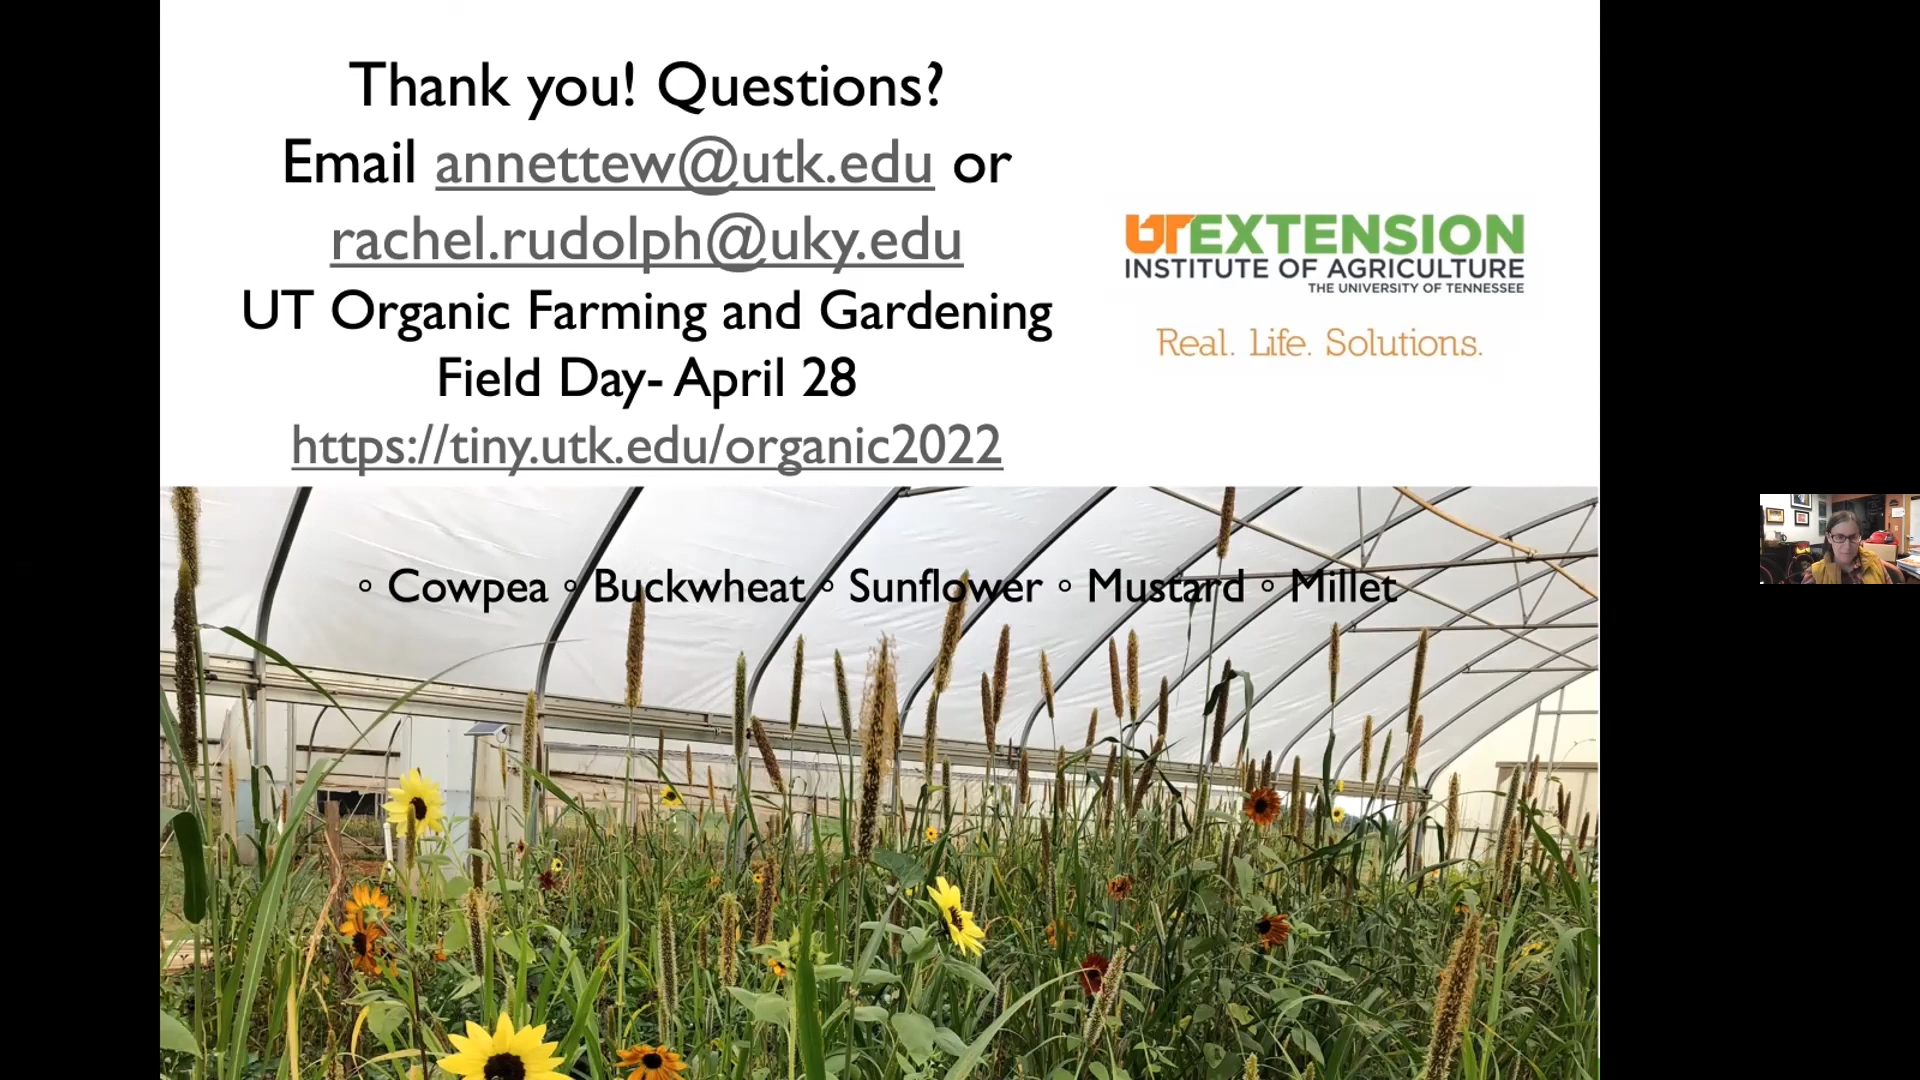 Thank you! Questions?
Email annettew@utk.edu or
rachel.rudolph@uky.edu
UT Organic Farming and Gardening
Field Day- April 28
https://tiny.utk.edu/organic2022
UT EXTENSION
INSTITUTE OF AGRICULTURE
THE UNIVERSITY OF TENNESSEE
Real. Life. Solutions.
◦ Cowpea ◦ Buckwheat ◦ Sunflower ◦ Mustard ◦ Millet